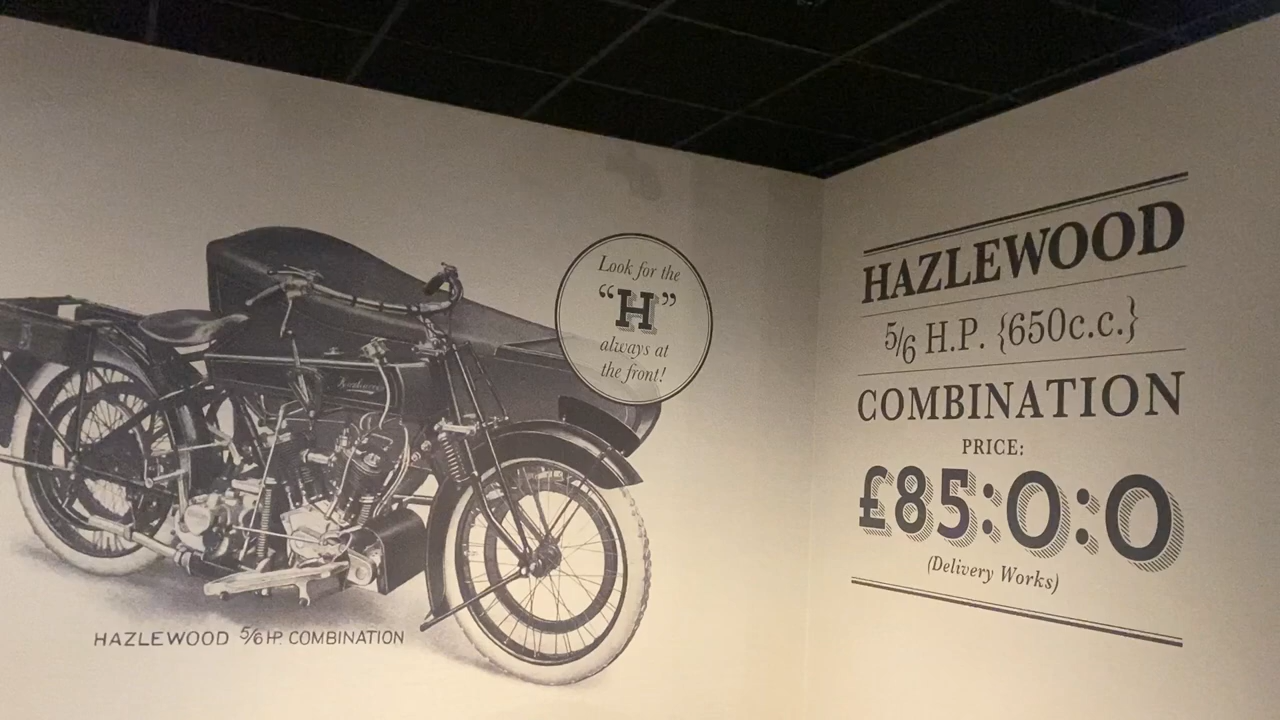 Look for the
“H”
always at
the front!
HAZLEWOOD 5/6 HP. COMBINATION
HAZLEWOOD
5/6 H.P. {650c.c.}
COMBINATION
PRICE:
£85:0:0
(Delivery Works)